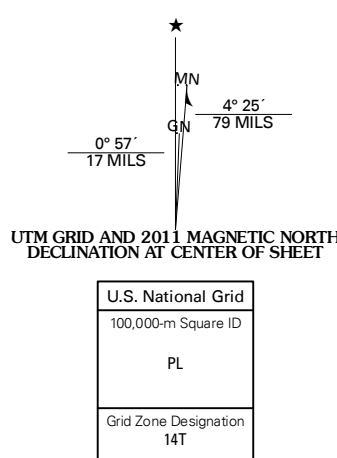 ★
MN
4° 25´
79 MILS
GN
0° 57´
17 MILS
UTM GRID AND 2011 MAGNETIC NORTH
DECLINATION AT CENTER OF SHEET
U.S. National Grid
100,000-m Square ID
PL
Grid Zone Designation
14T